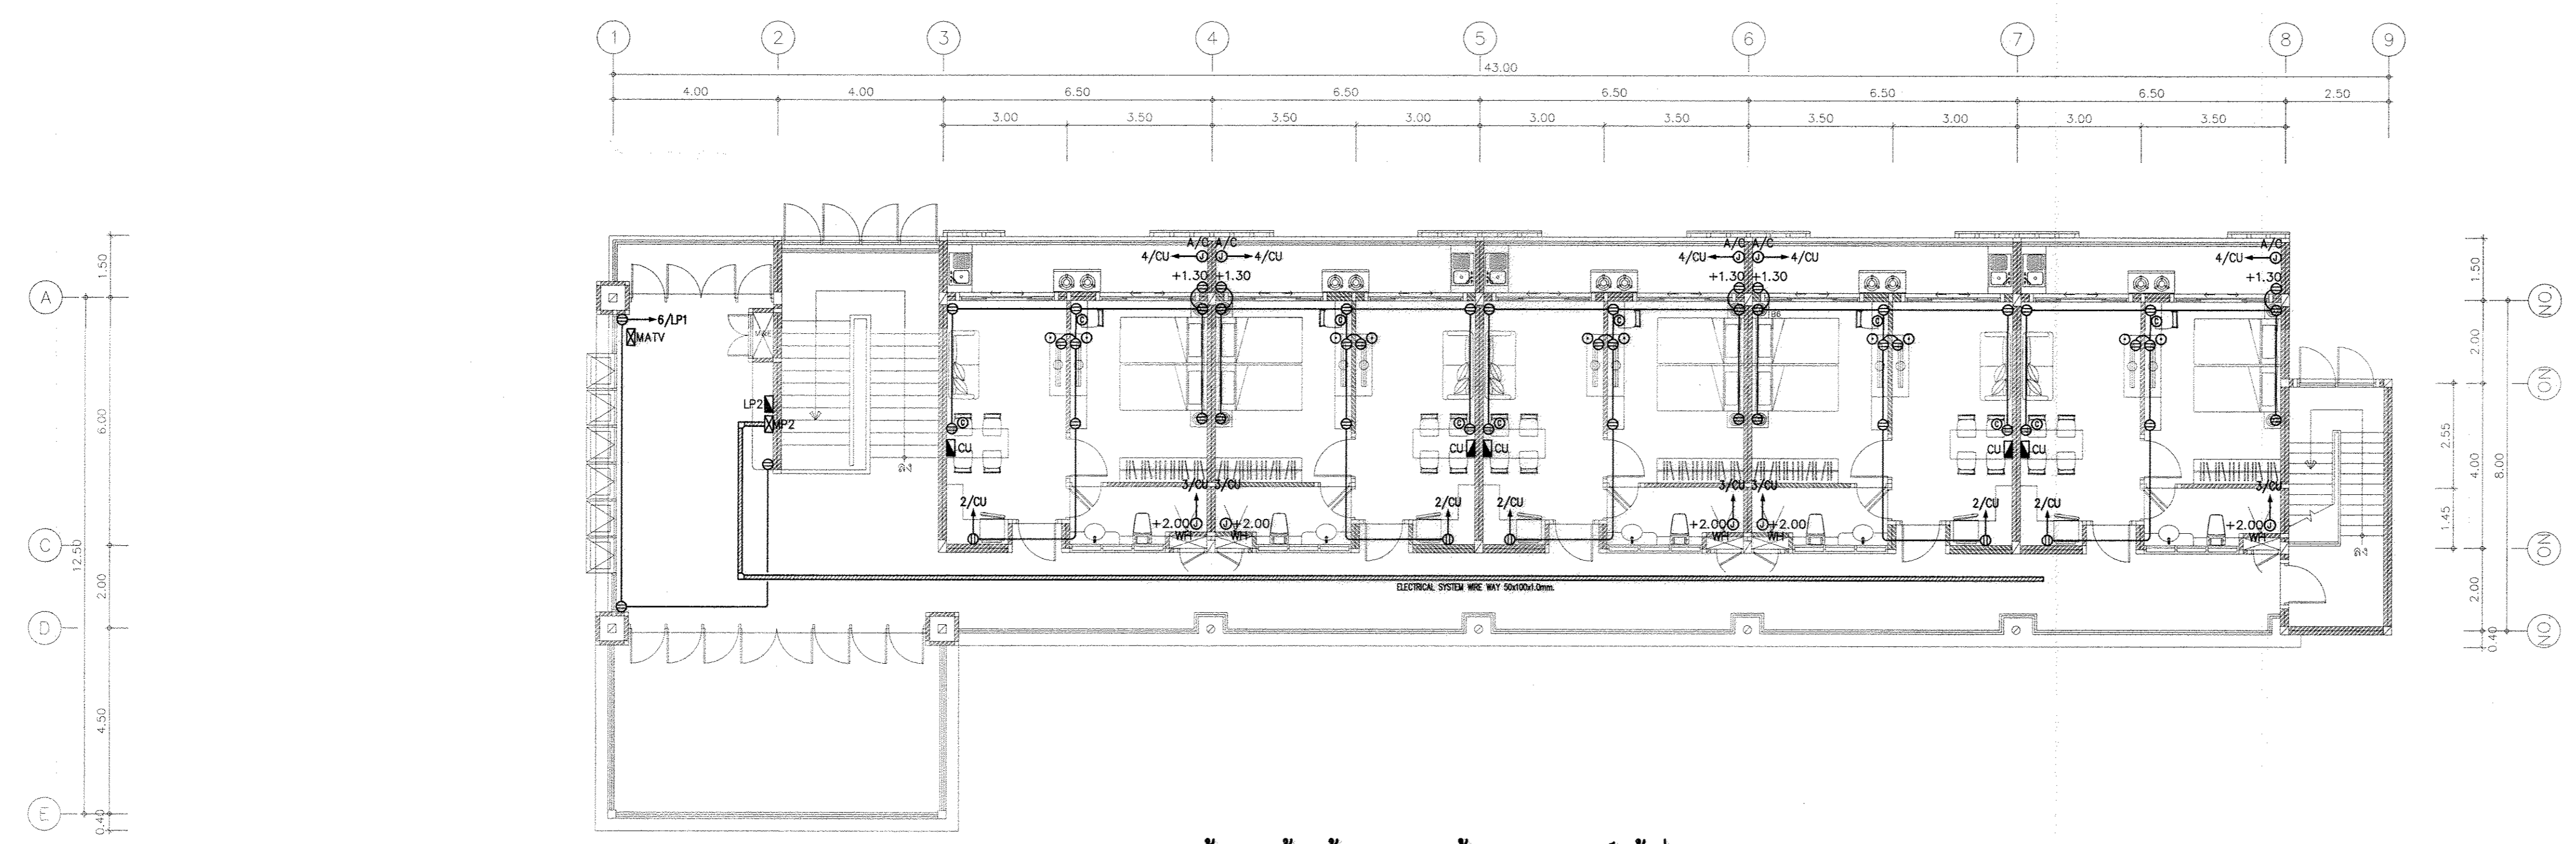 1 2 3 4 5 6 7 8 9
43.00
4.00 4.00 6.50 6.50 6.50 6.50 6.50 2.50
3.00 3.50 3.50 3.00 3.00 3.50 3.50 3.00 3.00 3.50
A/C A/C A/C A/C A/C
4/CU J J 4/CU 4/CU J J 4/CU 4/CU J
+1.30 +1.30 +1.30 +1.30 +1.30
1.50 1.50
A
6/LP1
MATV
C C C C C
2.00
LP2
MP2
6.00
C C C C C
CU CU CU CU CU
2.55
4.00
8.00
3/CU 3/CU 3/CU 3/CU 3/CU
2/CU 2/CU 2/CU 2/CU 2/CU
+2.00 J J +2.00 +2.00 J J +2.00 +2.00 J
WH WH WH WH WH
1.45
C
12.50
2.00 2.00
ELECTRICAL SYSTEM WIRE WAY 50x100x1.0mm.
D
0.40
4.50
E
0.40